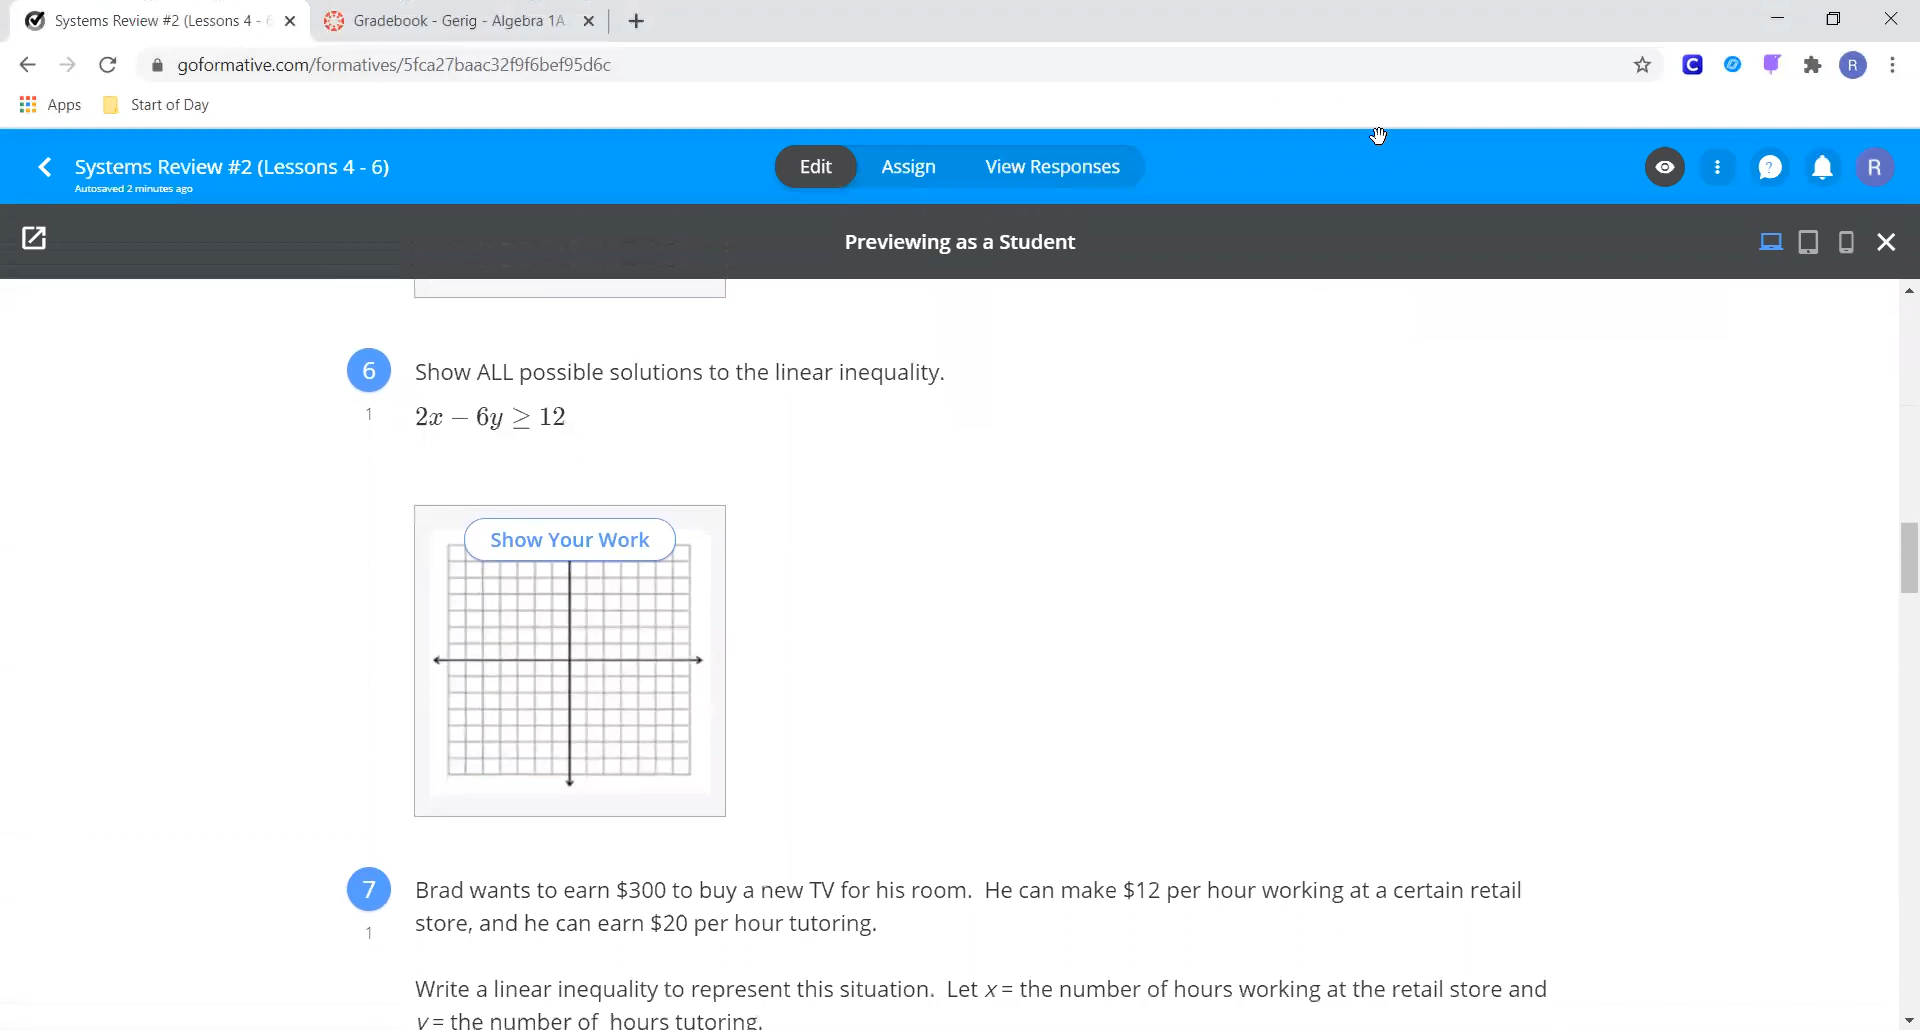 Systems Review #2 (Lessons 4 - 6
Gradebook - Gerig - Algebra 1A
goformative.com/formatives/5fca27baac32f9f6bef95d6c
C
R
Apps
Start of Day
Systems Review #2 (Lessons 4 - 6)
Autosaved 2 minutes ago
Edit
Assign
View Responses
?
R
Previewing as a Student
6
Show ALL possible solutions to the linear inequality.
1
2x − 6y ≥ 12
Show Your Work
7
Brad wants to earn $300 to buy a new TV for his room. He can make $12 per hour working at a certain retail
store, and he can earn $20 per hour tutoring.
1
Write a linear inequality to represent this situation. Let x = the number of hours working at the retail store and
y = the number of hours tutoring.